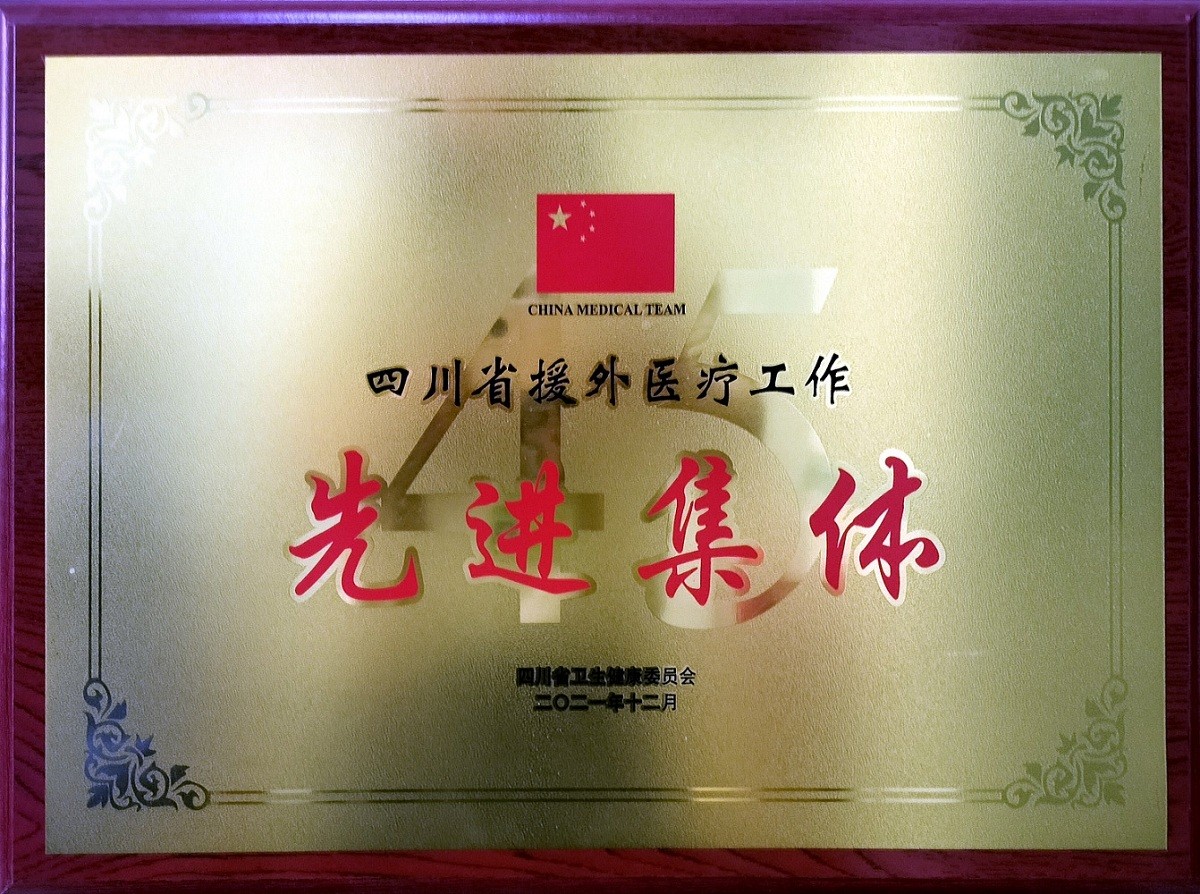 CHINA MEDICAL TEAM
45
四川省援外医疗工作
先进集体
四川省卫生健康委员会
二〇二一年十二月